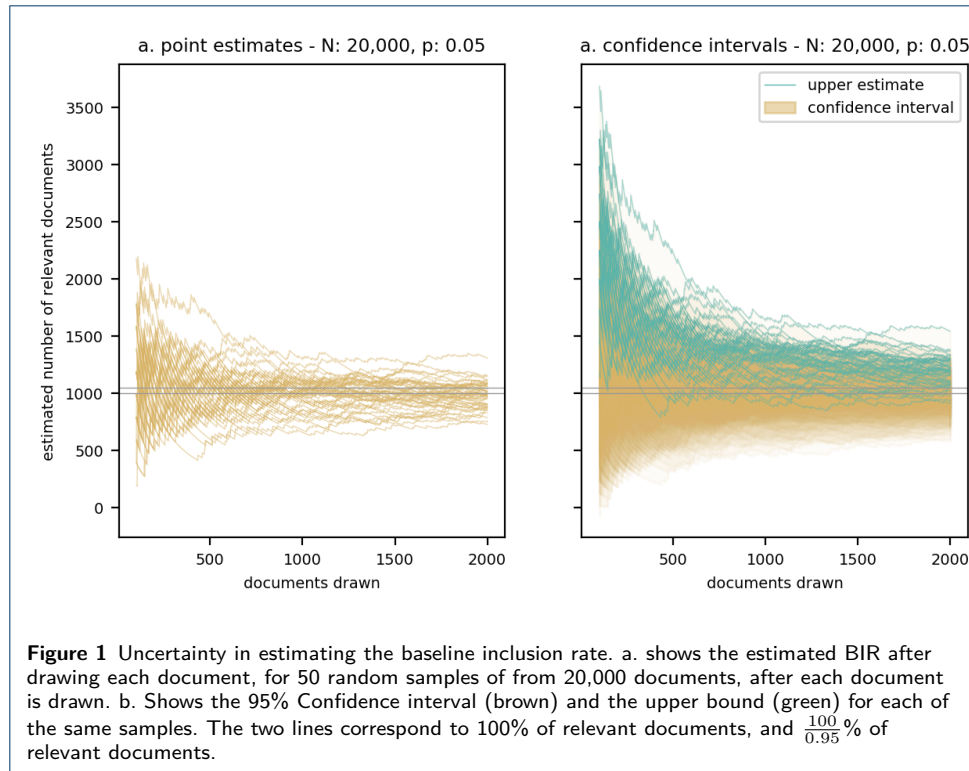 a. point estimates - N: 20,000, p: 0.05
a. confidence intervals - N: 20,000, p: 0.05
upper estimate
confidence interval
estimated number of relevant documents
3500
3000
2500
2000
1500
1000
500
0
500 1000 1500 2000
500 1000 1500 2000
documents drawn
documents drawn
Figure 1 Uncertainty in estimating the baseline inclusion rate. a. shows the estimated BIR after
drawing each document, for 50 random samples of from 20,000 documents, after each document
is drawn. b. Shows the 95% Confidence interval (brown) and the upper bound (green) for each of
the same samples. The two lines correspond to 100% of relevant documents, and \frac{100}{0.95}% of
relevant documents.